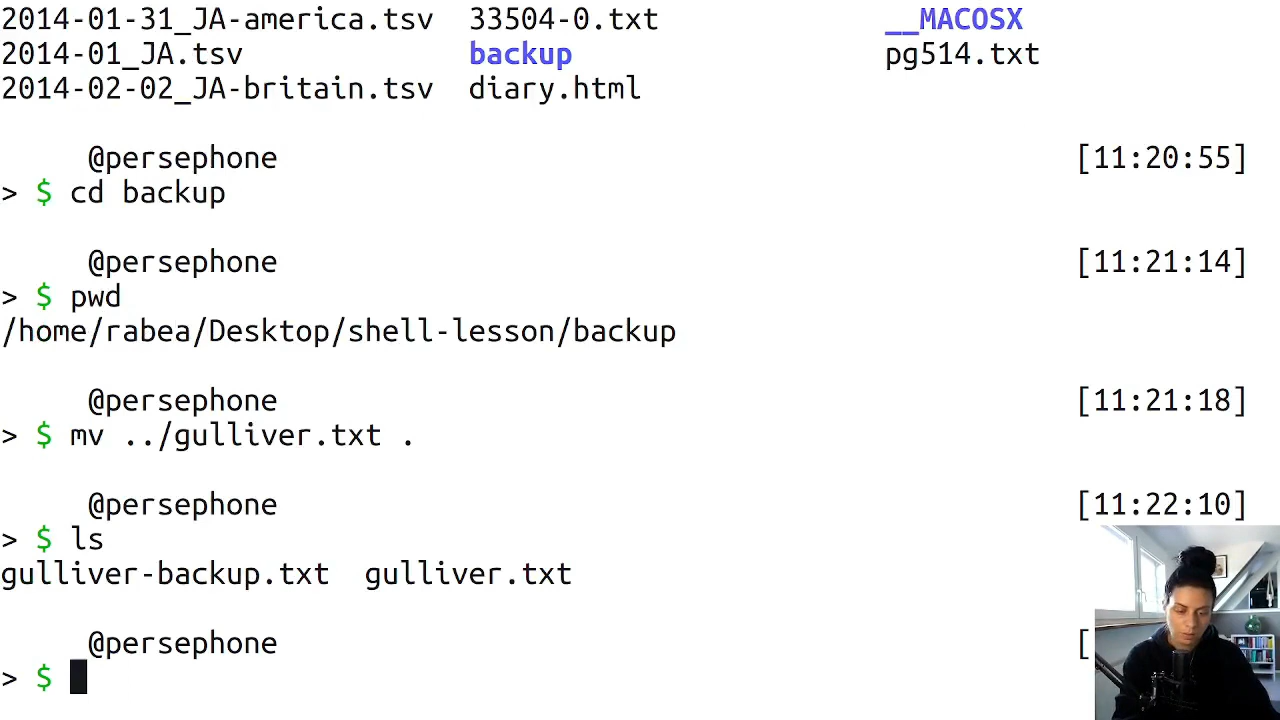 2014-01-31_JA-america.tsv 33504-0.txt __MACOSX
2014-01_JA.tsv backup pg514.txt
2014-02-02_JA-britain.tsv diary.html
@persephone [11:20:55]
> $ cd backup
@persephone [11:21:14]
> $ pwd
/home/rabea/Desktop/shell-lesson/backup
@persephone [11:21:18]
> $ mv ../gulliver.txt .
@persephone [11:22:10]
> $ ls
gulliver-backup.txt gulliver.txt
@persephone [
> $